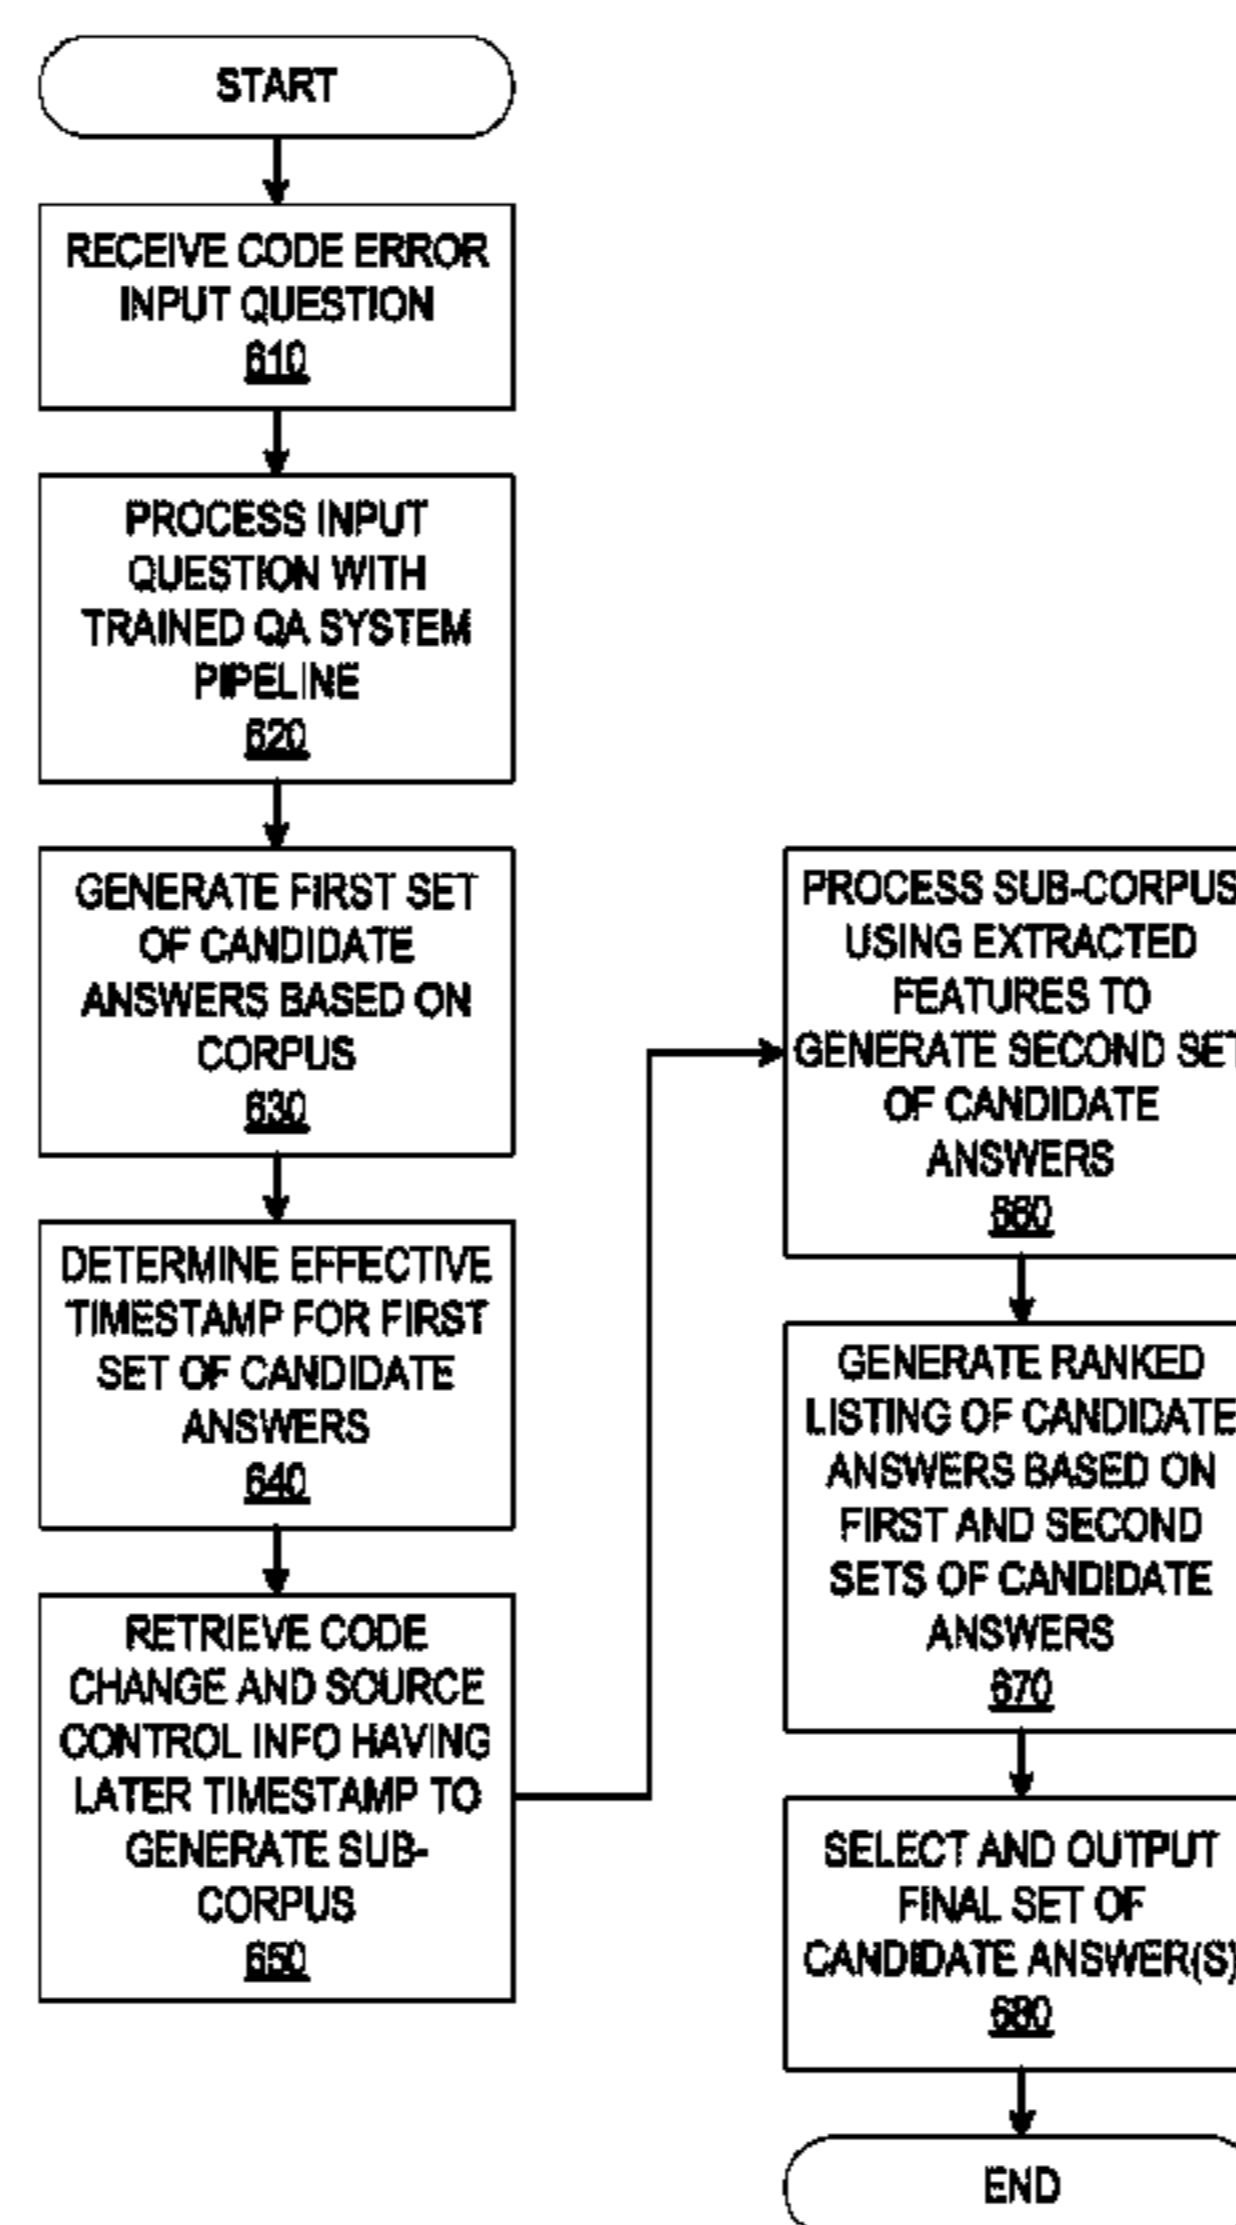 START
RECEIVE CODE ERROR
INPUT QUESTION
610
PROCESS INPUT
QUESTION WITH
TRAINED QA SYSTEM
PIPELINE
620
GENERATE FIRST SET
OF CANDIDATE
ANSWERS BASED ON
CORPUS
630
DETERMINE EFFECTIVE
TIMESTAMP FOR FIRST
SET OF CANDIDATE
ANSWERS
640
RETRIEVE CODE
CHANGE AND SOURCE
CONTROL INFO HAVING
LATER TIMESTAMP TO
GENERATE SUB-
CORPUS
650
PROCESS SUB-CORPUS
USING EXTRACTED
FEATURES TO
GENERATE SECOND SET
OF CANDIDATE
ANSWERS
660
GENERATE RANKED
LISTING OF CANDIDATE
ANSWERS BASED ON
FIRST AND SECOND
SETS OF CANDIDATE
ANSWERS
670
SELECT AND OUTPUT
FINAL SET OF
CANDIDATE ANSWER(S)
680
END